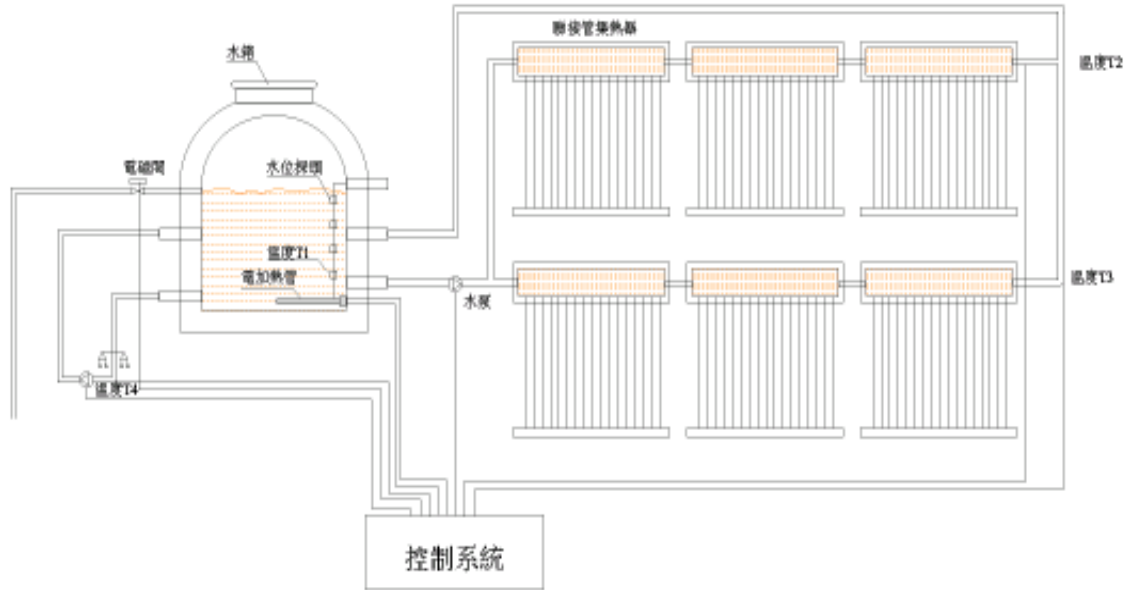 聯接管集熱器
水箱
溫度T2
電磁閥
水位探頭
溫度T1
電加熱管
溫度T3
水泵
溫度T4
控制系統